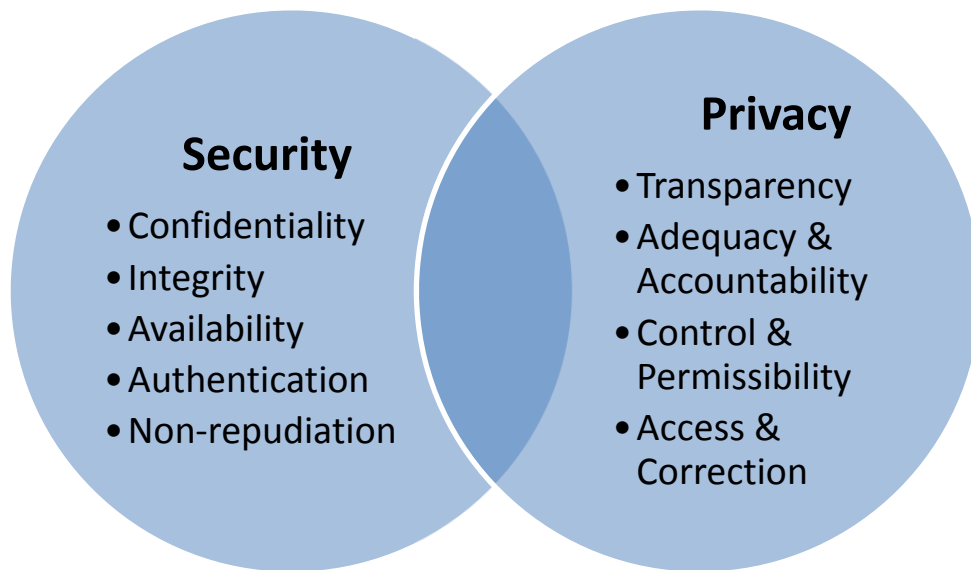 Security
• Confidentiality
• Integrity
• Availability
• Authentication
• Non-repudiation
Privacy
• Transparency
• Adequacy &
Accountability
• Control &
Permissibility
• Access &
Correction